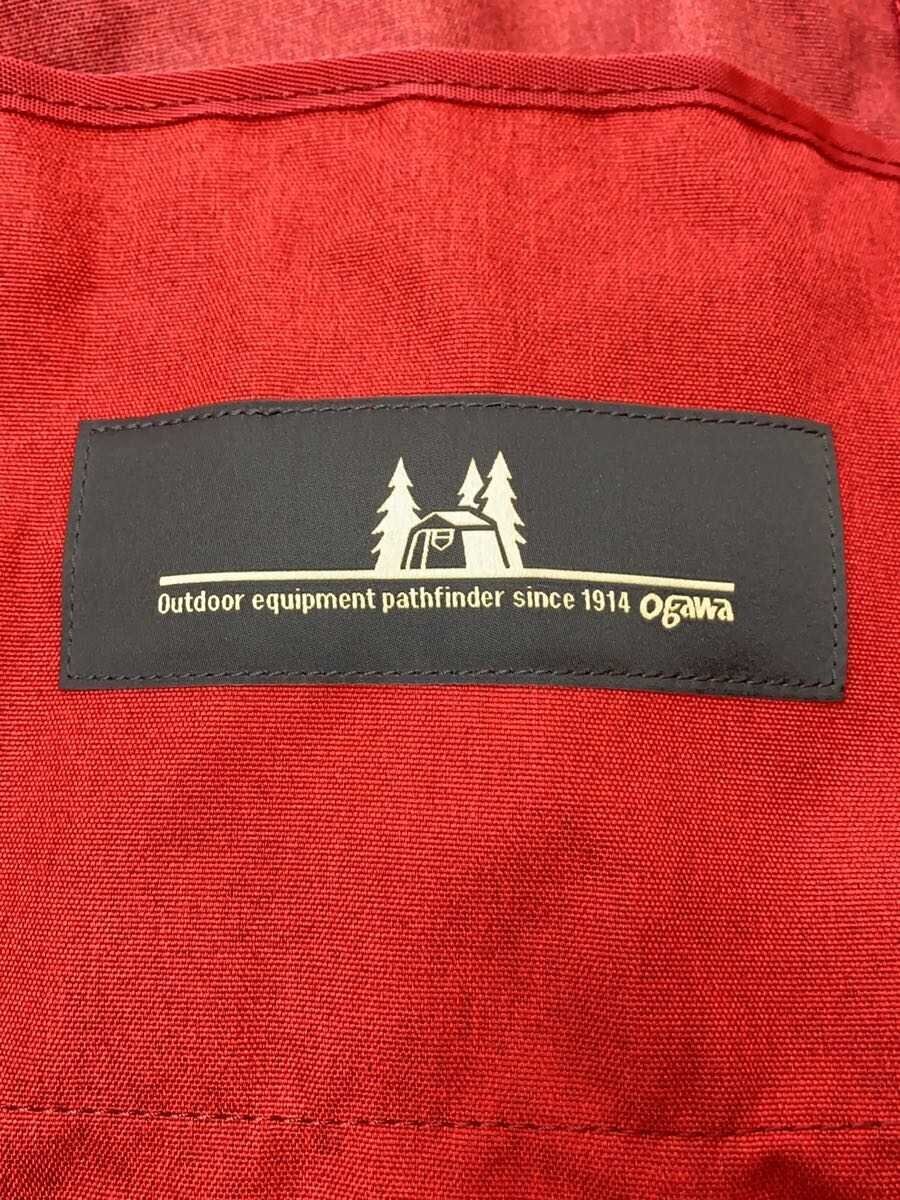 Outdoor equipment pathfinder since 1914 ogawa